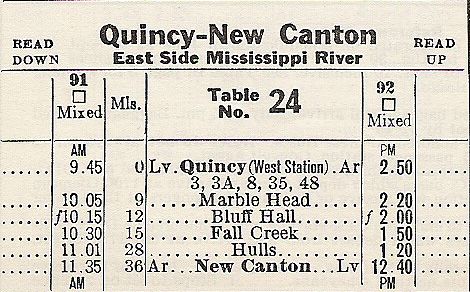 READ DOWN Quincy-New Canton READ UP
East Side Mississippi River
91 □ Mixed Mls. Table No. 24 92 □ Mixed
AM PM
9.45 0 Lv. Quincy (West Station). Ar 2.50
3, 3A, 8, 35, 48
10.05 9 Marble Head 2.20
f10.15 12 Bluff Hall f 2.00
10.30 15 Fall Creek 1.50
11.01 28 Hulls 1.20
11.35 36 Ar...New Canton...Lv 12.40
AM PM